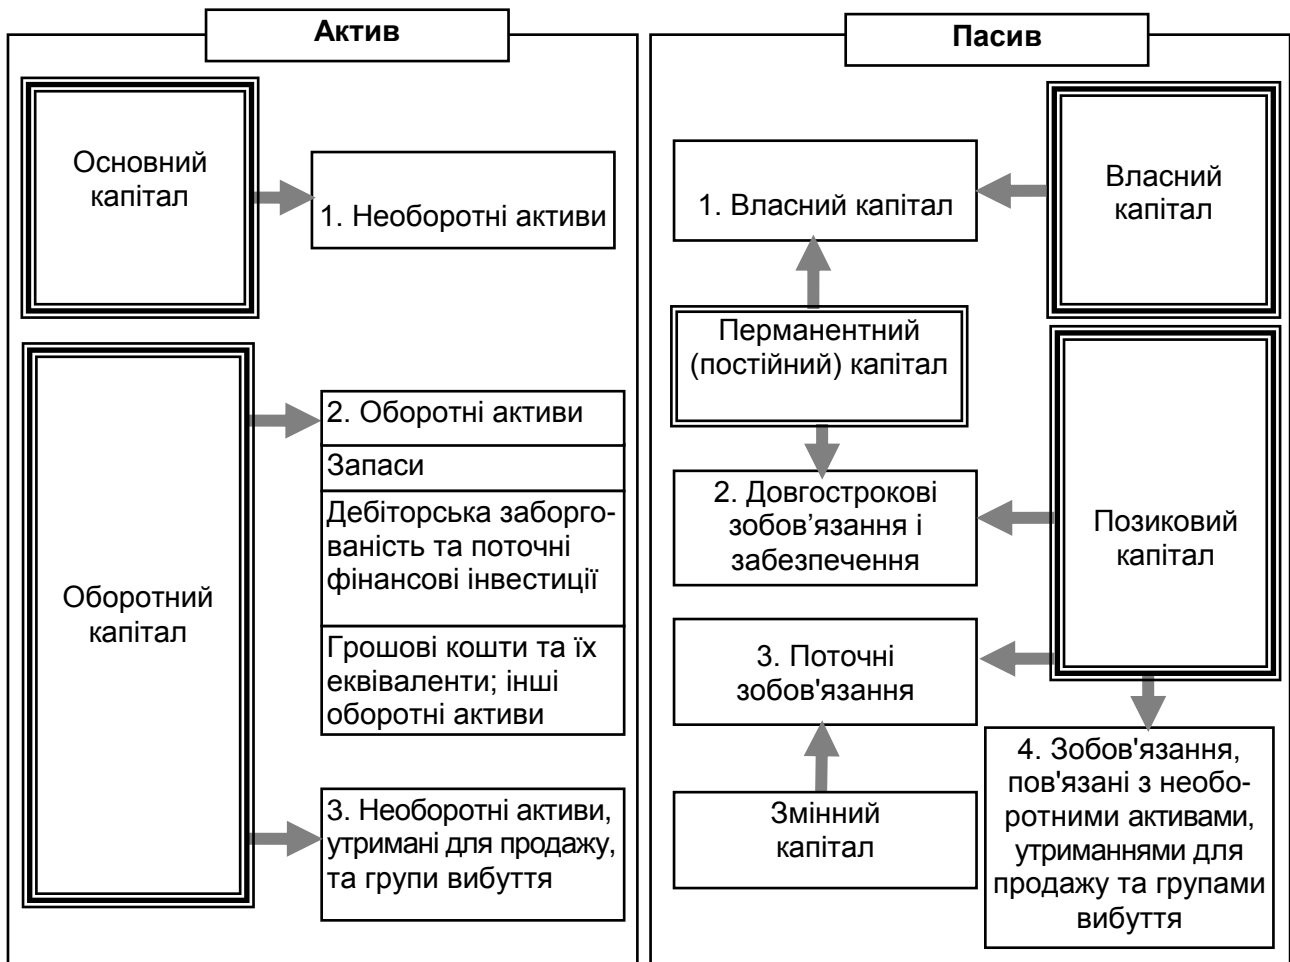 Актив
Основний
капітал
1. Необоротні активи
Оборотний
капітал
2. Оборотні активи
Запаси
Дебіторська заборго-
ваність та поточні
фінансові інвестиції
Грошові кошти та їх
еквіваленти; інші
оборотні активи
3. Необоротні активи,
утримані для продажу,
та групи вибуття
Пасив
1. Власний капітал
Власний
капітал
Перманентний
(постійний) капітал
2. Довгострокові
зобов’язання і
забезпечення
Позиковий
капітал
3. Поточні
зобов'язання
Змінний
капітал
4. Зобов'язання,
пов'язані з необо-
ротними активами,
утриманнями для
продажу та групами
вибуття